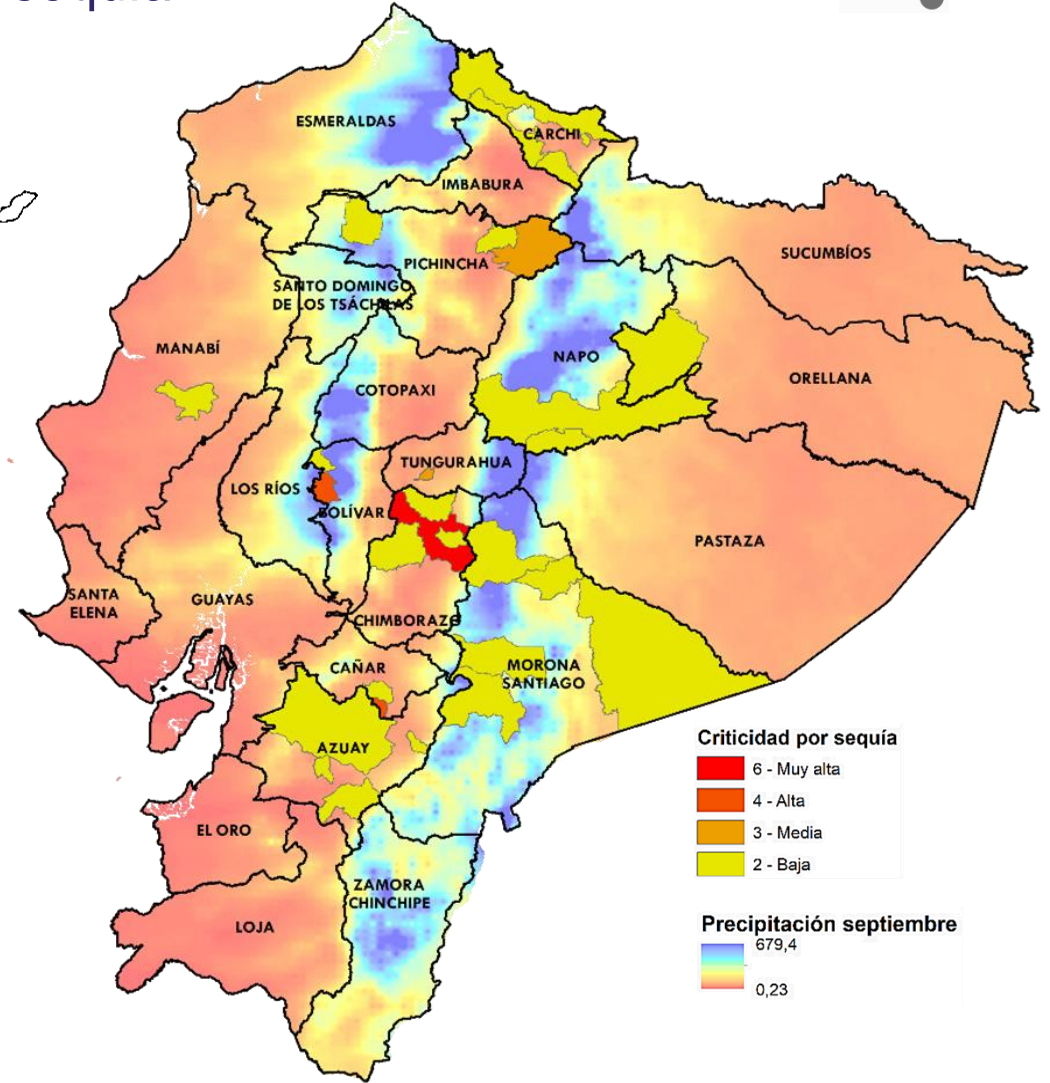 ESMERALDAS
CARCHI
IMBABURA
SUCUMBÍOS
PICHINCHA
SANTO DOMINGO
DE LOS TSÁCHILAS
MANABÍ
NAPO
ORELLANA
COTOPAXI
TUNGURAHUA
LOS RÍOS
BOLÍVAR
PASTAZA
SANTA
ELENA
GUAYAS
CHIMBORAZO
CAÑAR
MORONA
SANTIAGO
AZUAY
EL ORO
ZAMORA
CHINCHIPE
LOJA
Criticidad por sequía
6 - Muy alta
4 - Alta
3 - Media
2 - Baja
Precipitación septiembre
679,4
0,23